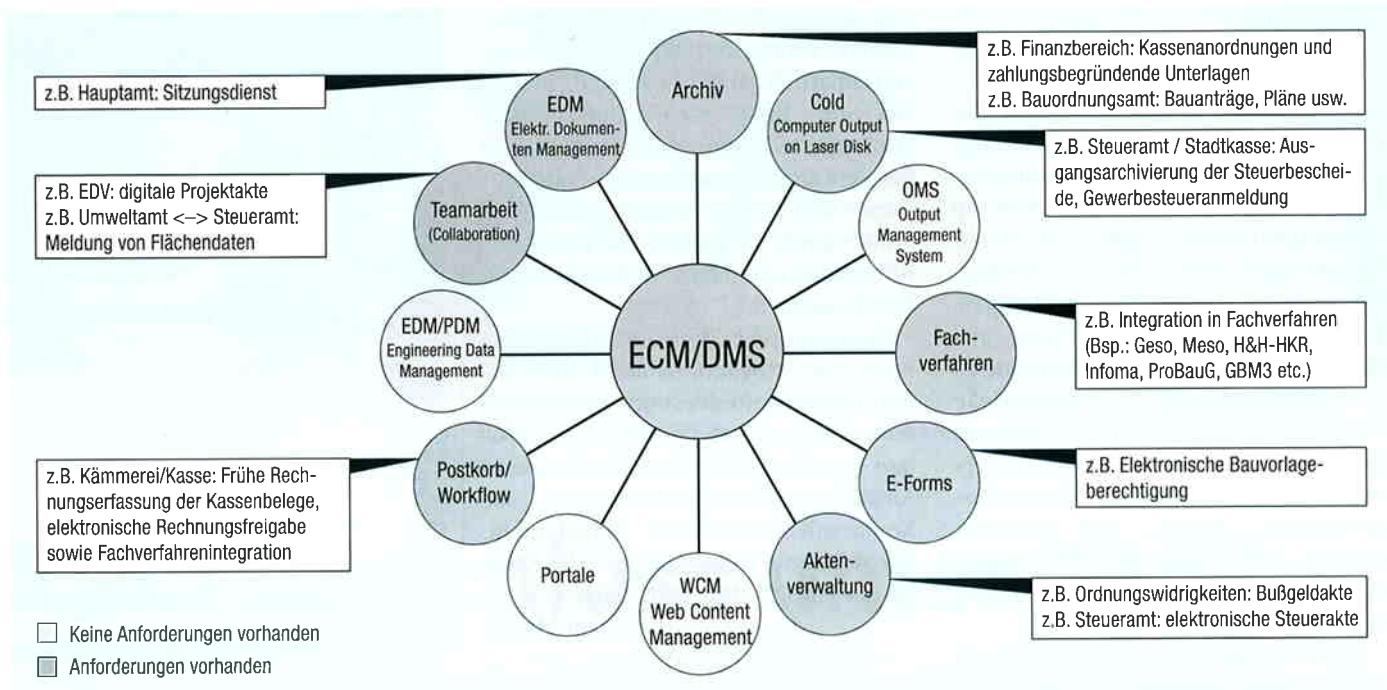 z.B. Hauptamt: Sitzungsdienst
z.B. EDV: digitale Projektakte
z.B. Umweltamt <–> Steueramt:
Meldung von Flächendaten
z.B. Kämmerei/Kasse: Frühe Rech-
nungserfassung der Kassenbelege,
elektronische Rechnungsfreigabe
sowie Fachverfahrenintegration
Archiv
Cold
Computer Output
on Laser Disk
OMS
Output
Management
System
Fach-
verfahren
E-Forms
Akten-
verwaltung
WCM
Web Content
Management
Portale
Postkorb/
Workflow
EDM/PDM
Engineering Data
Management
Teamarbeit
(Collaboration)
EDM
Elektr. Dokumen-
ten Management
ECM/DMS
z.B. Finanzbereich: Kassenanordnungen und
zahlungsbegründende Unterlagen
z.B. Bauordnungsamt: Bauanträge, Pläne usw.
z.B. Steueramt / Stadtkasse: Aus-
gangsarchivierung der Steuerbeschei-
de, Gewerbesteueranmeldung
z.B. Integration in Fachverfahren
(Bsp.: Geso, Meso, H&H-HKR,
Infoma, ProBauG, GBM3 etc.)
z.B. Elektronische Bauvorlage-
berechtigung
z.B. Ordnungswidrigkeiten: Bußgeldakte
z.B. Steueramt: elektronische Steuerakte
Keine Anforderungen vorhanden
Anforderungen vorhanden